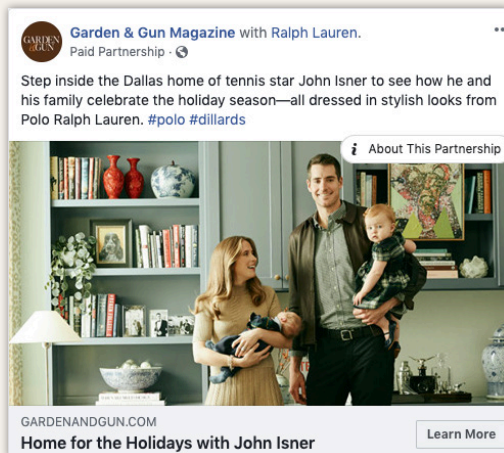 GARDEN
&GUN
Garden & Gun Magazine with Ralph Lauren.
Paid Partnership ·
Step inside the Dallas home of tennis star John Isner to see how he and
his family celebrate the holiday season—all dressed in stylish looks from
Polo Ralph Lauren. #polo #dillards
i About This Partnership
GARDENANDGUN.COM
Home for the Holidays with John Isner
Learn More